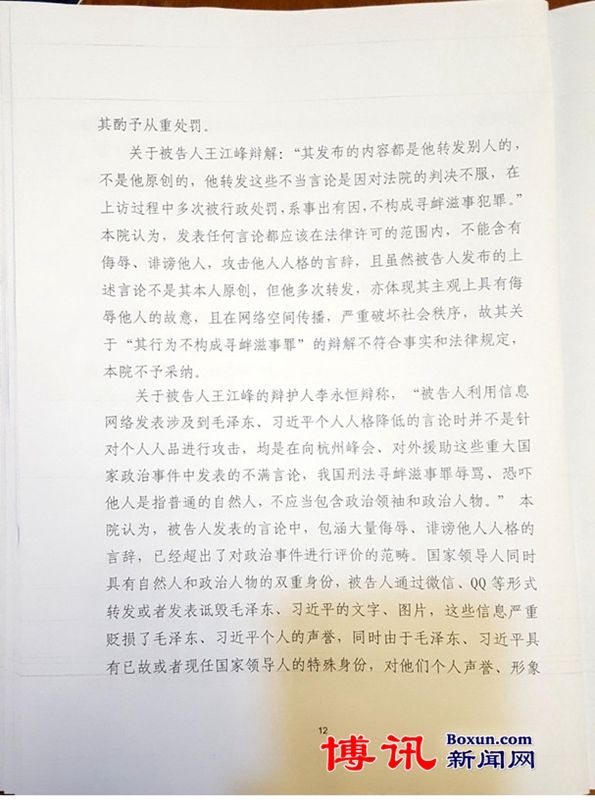 其酌予从重处罚。
关于被告人王江峰辩解：“其发布的内容都是他转发别人的，
不是他原创的，他转发这些不当言论是因对法院的判决不服，在
上访过程中多次被行政处罚，系事出有因，不构成寻衅滋事犯罪。”
本院认为，发表任何言论都应该在法律许可的范围内，不能含有
侮辱、诽谤他人，攻击他人人格的言辞，且虽然被告人发布的上
述言论不是其本人原创，但他多次转发，亦体现其主观上具有侮
辱他人的故意，且在网络空间传播，严重破坏社会秩序，故其关
于“其行为不构成寻衅滋事罪”的辩解不符合事实和法律规定，
本院不予采纳。
关于被告人王江峰的辩护人李永恒辩称，“被告人利用信息
网络发表涉及到毛泽东、习近平个人人格降低的言论时并不是针
对个人人品进行攻击，均是在向杭州峰会、对外援助这些重大国
家政治事件中发表的不满言论，我国刑法寻衅滋事罪辱骂、恐吓
他人是指普通的自然人，不应当包含政治领袖和政治人物。” 本
院认为，被告人发表的言论中，包涵大量侮辱、诽谤他人人格的
言辞，已经超出了对政治事件进行评价的范畴。国家领导人同时
具有自然人和政治人物的双重身份，被告人通过微信、QQ等形式
转发或者发表诋毁毛泽东、习近平的文字、图片，这些信息严重
贬损了毛泽东、习近平个人的声誉，同时由于毛泽东、习近平具
有已故或者现任国家领导人的特殊身份，对他们个人声誉、形象
12
博讯 Boxun.com
新闻网